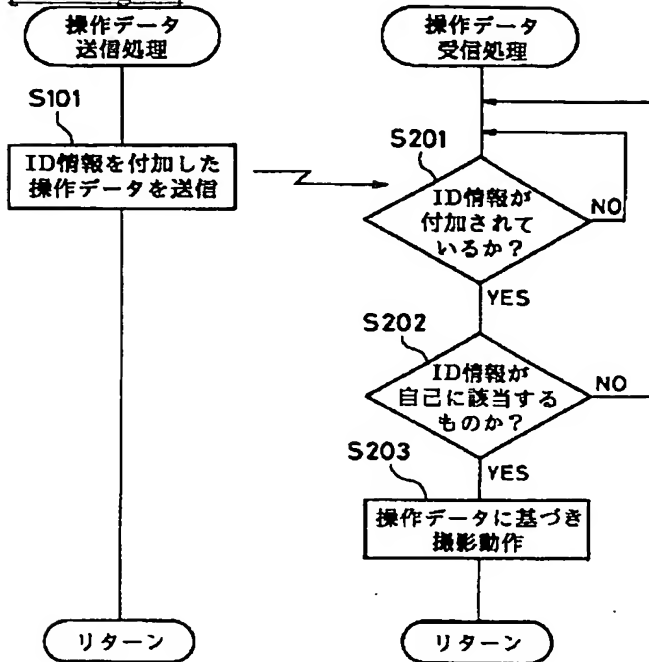 操作データ
送信処理
S101
ID情報を付加した
操作データを送信
リターン
操作データ
受信処理
S201
ID情報が
付加されて
いるか？
NO
YES
S202
ID情報が
自己に該当する
ものか？
NO
YES
S203
操作データに基づき
撮影動作
リターン